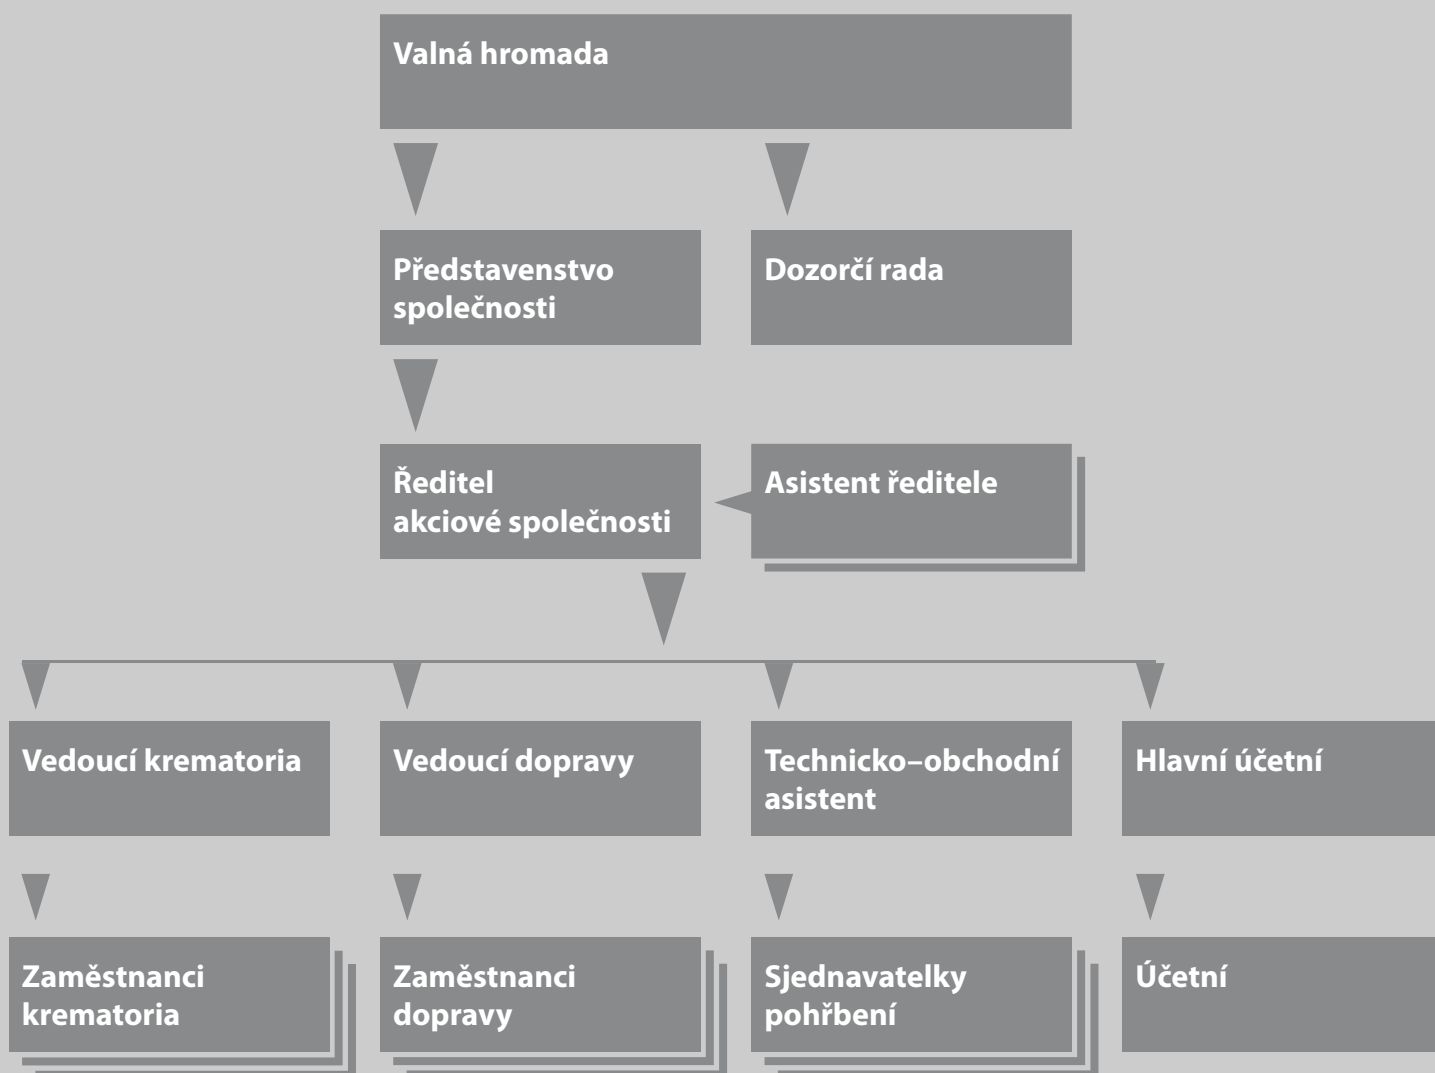 Valná hromada
Představenstvo
společnosti
Dozorčí rada
Ředitel
akciové společnosti
Asistent ředitele
Vedoucí krematoria
Vedoucí dopravy
Technicko–obchodní
asistent
Hlavní účetní
Zaměstnanci
krematoria
Zaměstnanci
dopravy
Sjednavatelky
pohřbení
Účetní